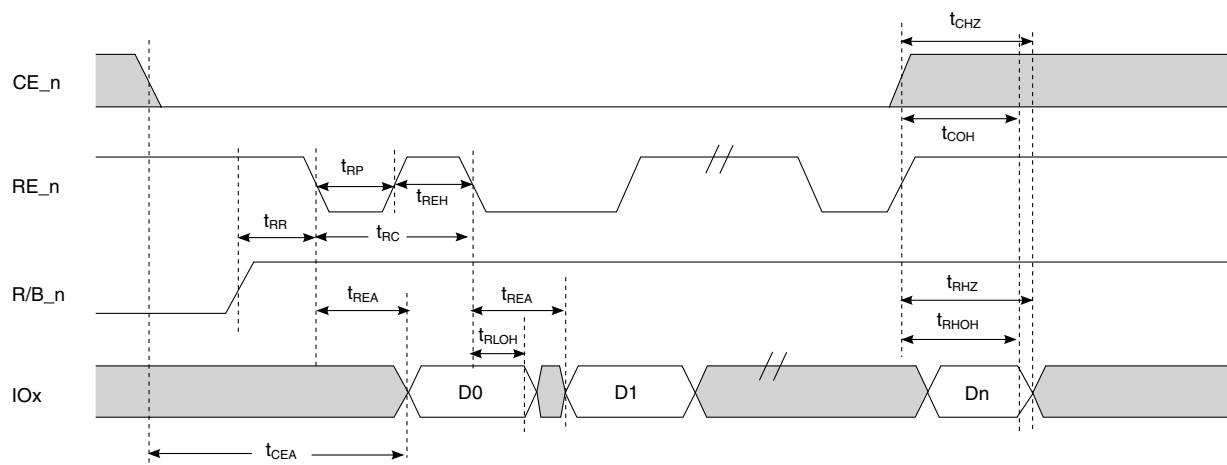 tCHZ
CE_n
tCOH
RE_n
tRP
tREH
tRR
tRC
R/B_n
tREA
tREA
tRHZ
tRLOH
tRHOH
IOx
D0
D1
Dn
tCEA